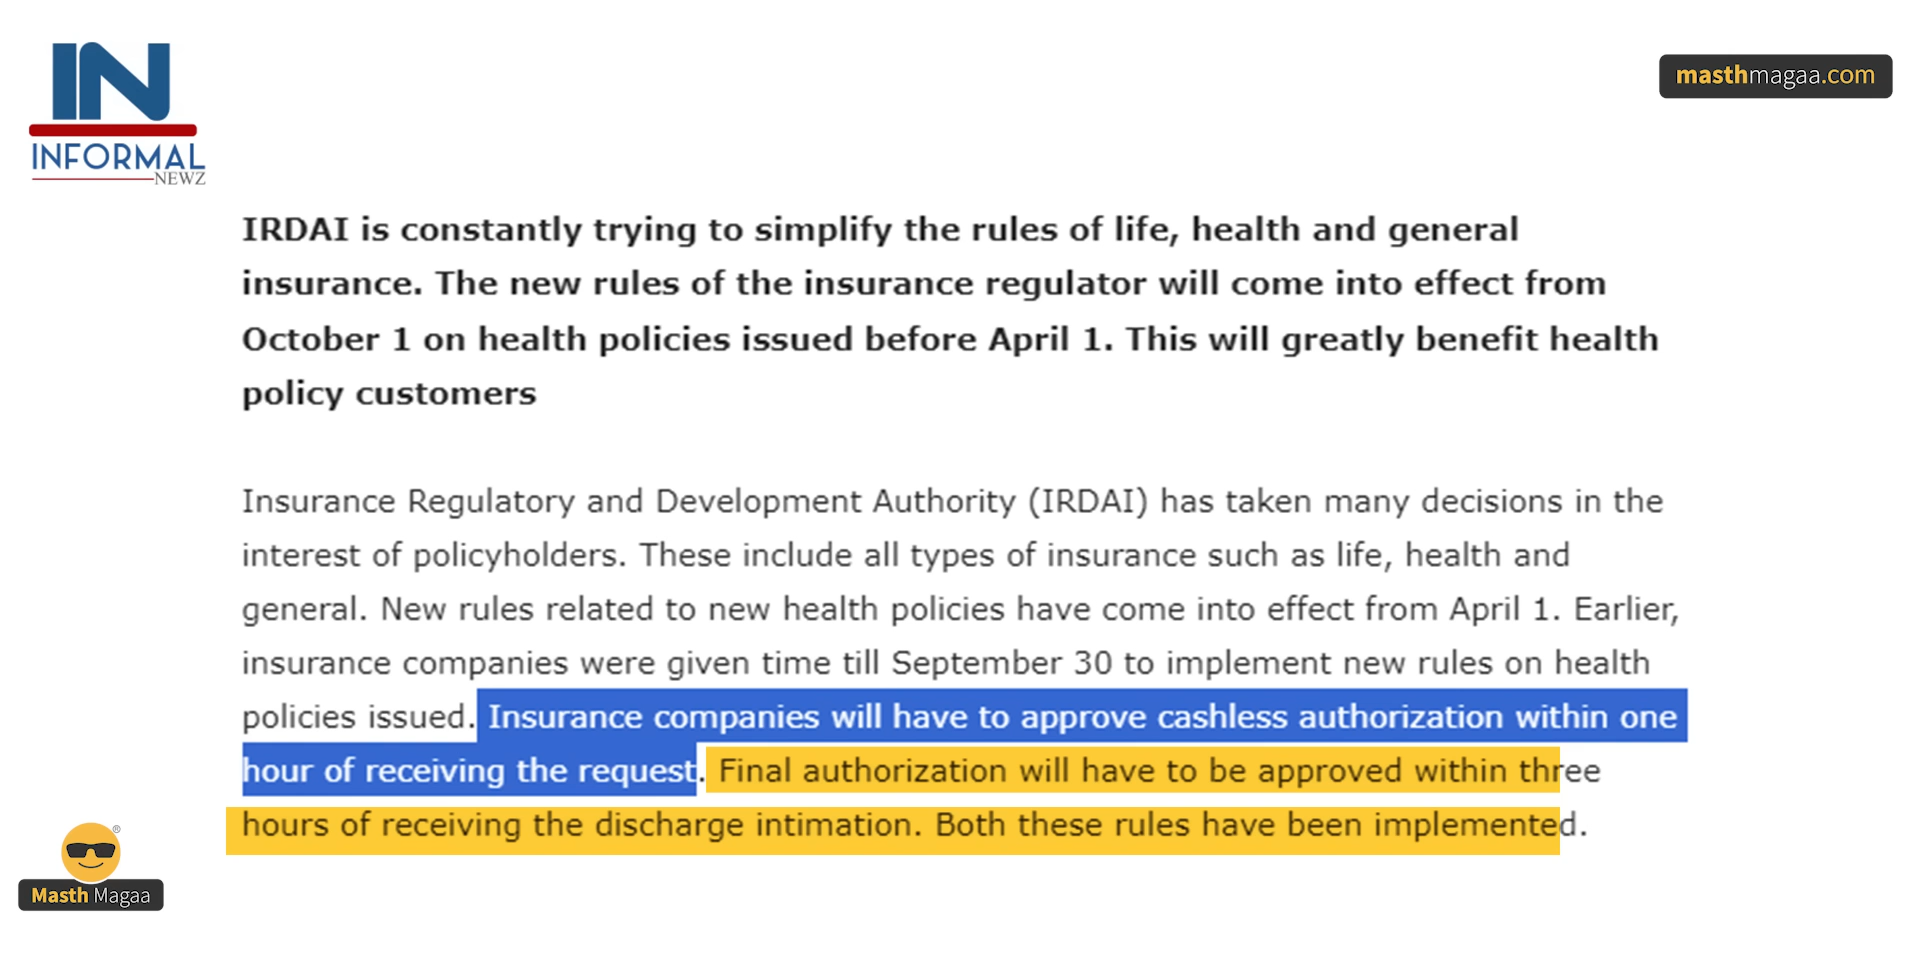 IN
INFORMAL
NEWZ
masthmagaa.com
IRDAI is constantly trying to simplify the rules of life, health and general
insurance. The new rules of the insurance regulator will come into effect from
October 1 on health policies issued before April 1. This will greatly benefit health
policy customers
Insurance Regulatory and Development Authority (IRDAI) has taken many decisions in the
interest of policyholders. These include all types of insurance such as life, health and
general. New rules related to new health policies have come into effect from April 1. Earlier,
insurance companies were given time till September 30 to implement new rules on health
policies issued. Insurance companies will have to approve cashless authorization within one
hour of receiving the request. Final authorization will have to be approved within three
hours of receiving the discharge intimation. Both these rules have been implemented.
®
Masth Magaa